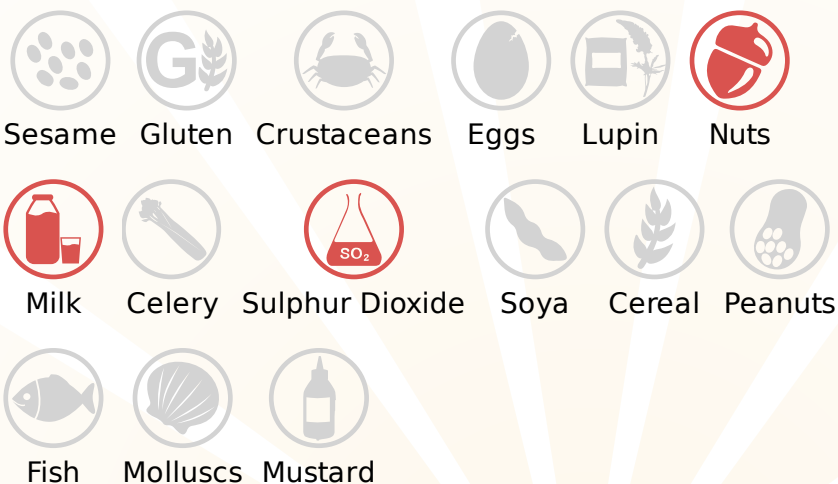 G
Sesame Gluten Crustaceans Eggs Lupin Nuts
SO₂
Milk Celery Sulphur Dioxide Soya Cereal Peanuts
Fish Molluscs Mustard